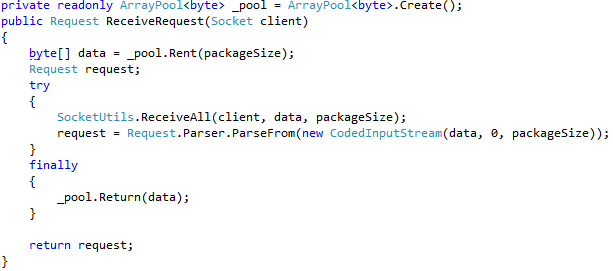 private readonly ArrayPool<byte> _pool = ArrayPool<byte>.Create();
public Request ReceiveRequest(Socket client)
{
    byte[] data = _pool.Rent(packageSize);
    Request request;
    try
    {
        SocketUtils.ReceiveAll(client, data, packageSize);
        request = Request.Parser.ParseFrom(new CodedInputStream(data, 0, packageSize));
    }
    finally
    {
        _pool.Return(data);
    }

    return request;
}